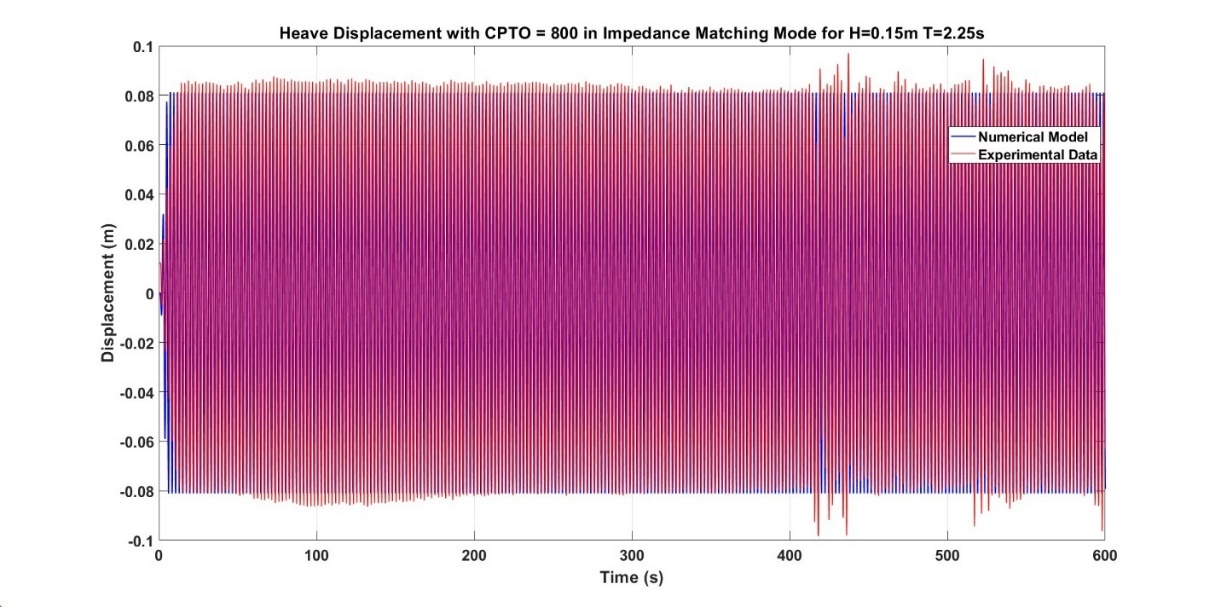 Heave Displacement with CPTO = 800 in Impedance Matching Mode for H=0.15m T=2.25s
0.1
0.08
0.06
0.04
0.02
0
-0.02
-0.04
-0.06
-0.08
-0.1
Displacement (m)
Numerical Model
Experimental Data
0 100 200 300 400 500 600
Time (s)